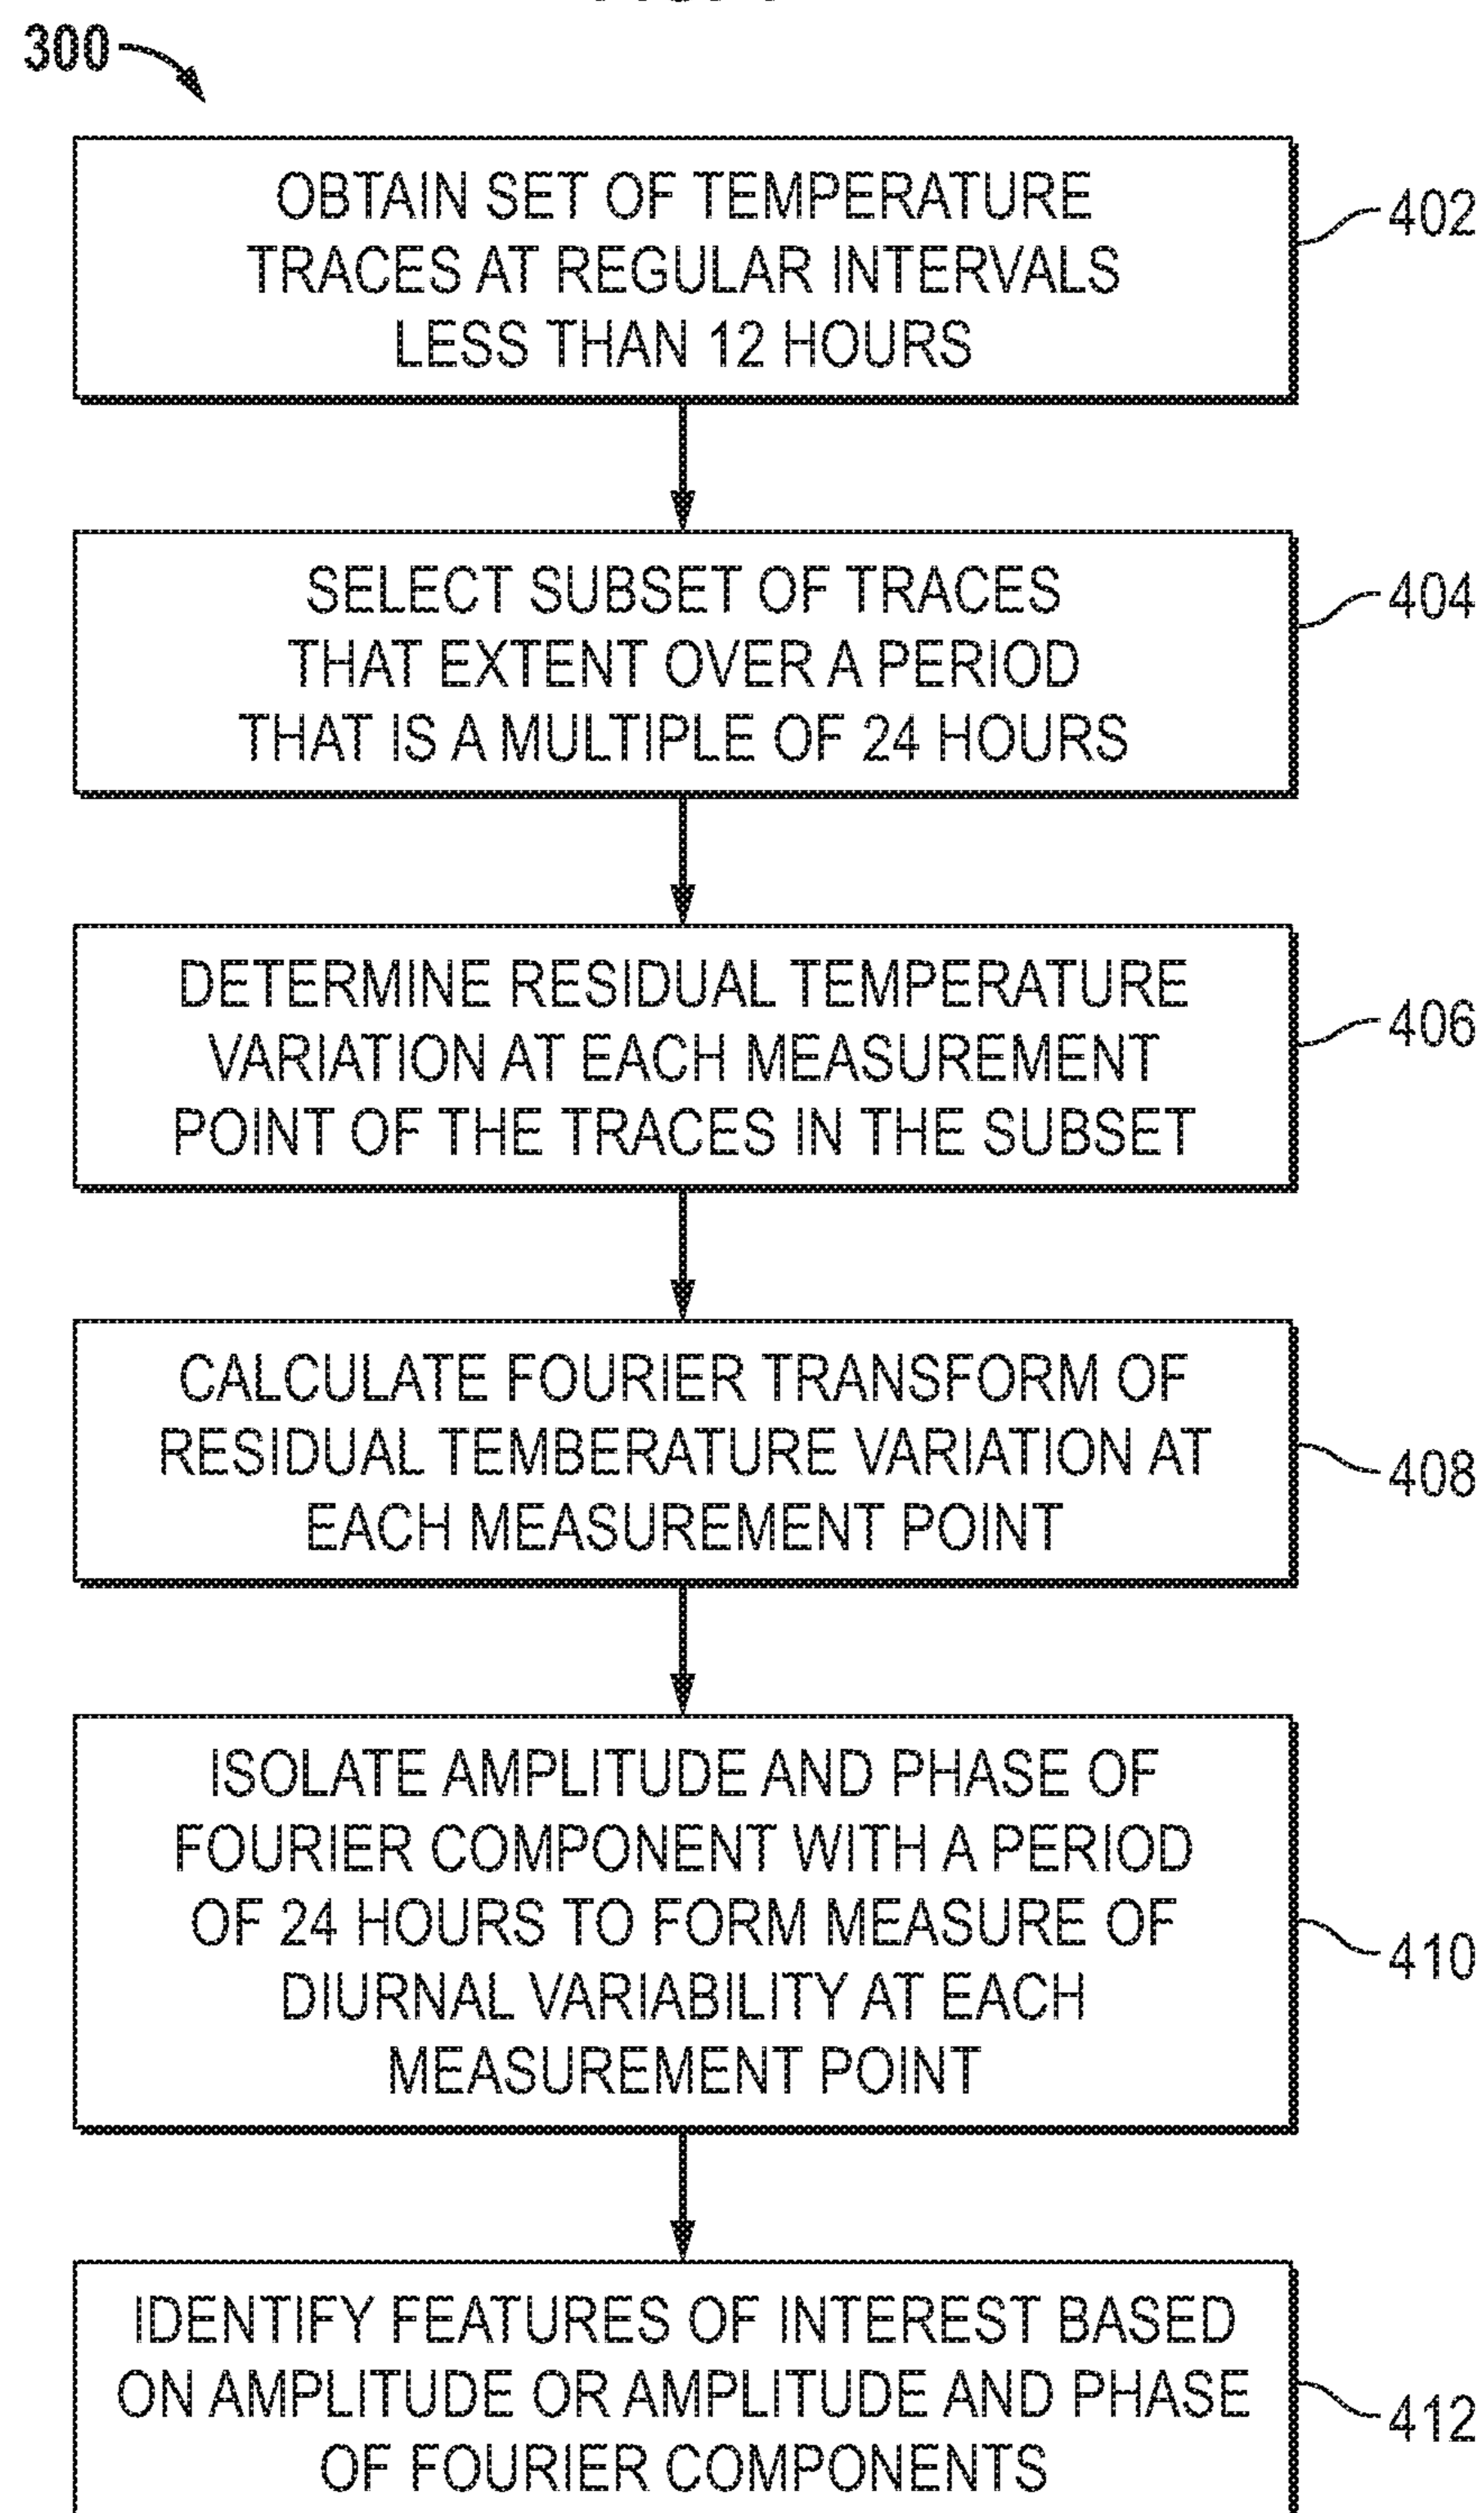 300
OBTAIN SET OF TEMPERATURE
TRACES AT REGULAR INTERVALS
LESS THAN 12 HOURS
402
SELECT SUBSET OF TRACES
THAT EXTENT OVER A PERIOD
THAT IS A MULTIPLE OF 24 HOURS
404
DETERMINE RESIDUAL TEMPERATURE
VARIATION AT EACH MEASUREMENT
POINT OF THE TRACES IN THE SUBSET
406
CALCULATE FOURIER TRANSFORM OF
RESIDUAL TEMBERATURE VARIATION AT
EACH MEASUREMENT POINT
408
ISOLATE AMPLITUDE AND PHASE OF
FOURIER COMPONENT WITH A PERIOD
OF 24 HOURS TO FORM MEASURE OF
DIURNAL VARIABILITY AT EACH
MEASUREMENT POINT
410
IDENTIFY FEATURES OF INTEREST BASED
ON AMPLITUDE OR AMPLITUDE AND PHASE
OF FOURIER COMPONENTS
412